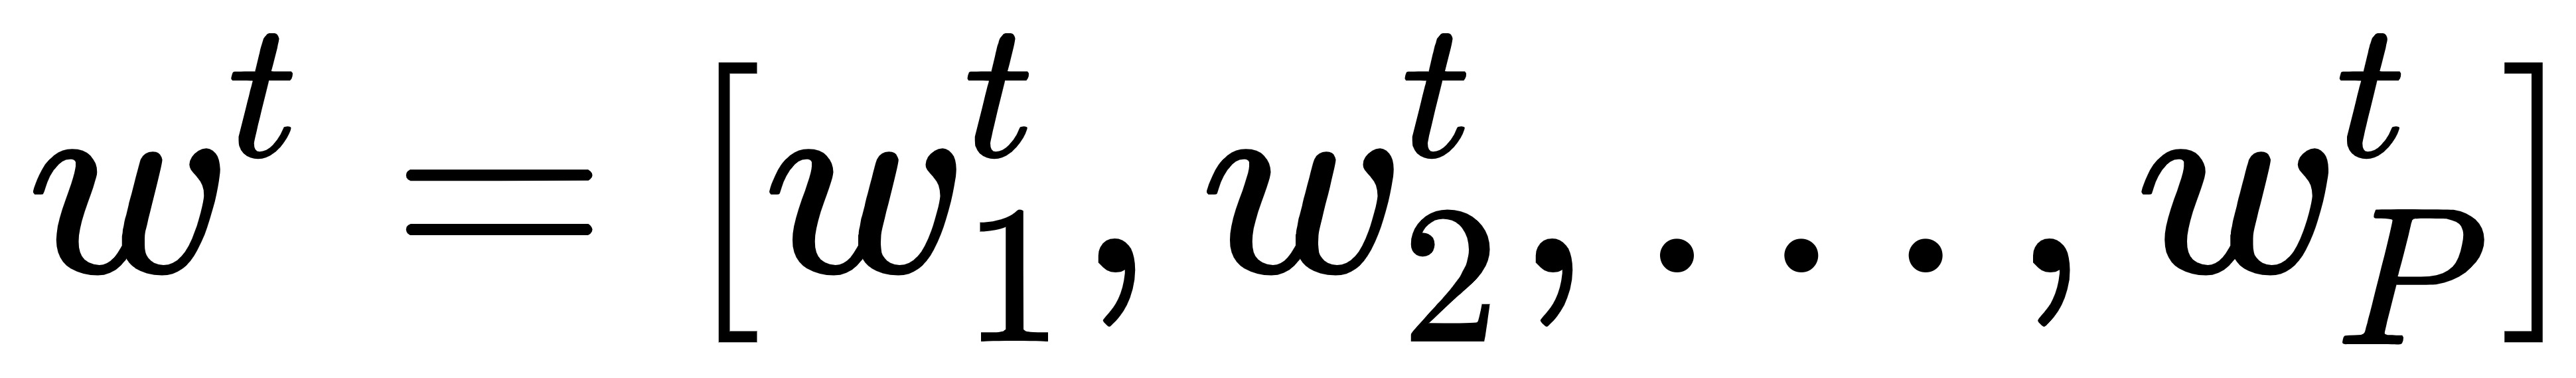 w^t = [w_1^t, w_2^t, . . . , w_P^t]